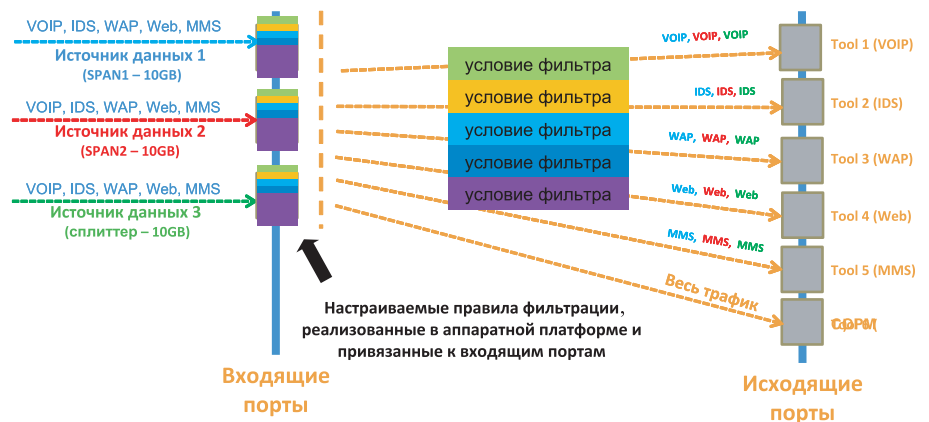 VOIP, IDS, WAP, Web, MMS
Источник данных 1
(SPAN1 – 10GB)
VOIP, IDS, WAP, Web, MMS
Источник данных 2
(SPAN2 – 10GB)
VOIP, IDS, WAP, Web, MMS
Источник данных 3
(сплиттер – 10GB)
условие фильтра
условие фильтра
условие фильтра
условие фильтра
условие фильтра
VOIP, VOIP, VOIP
IDS, IDS, IDS
WAP, WAP, WAP
Web, Web, Web
MMS, MMS, MMS
Весь трафик
Tool 1 (VOIP)
Tool 2 (IDS)
Tool 3 (WAP)
Tool 4 (Web)
Tool 5 (MMS)
Настраиваемые правила фильтрации,
реализованные в аппаратной платформе и
привязанные к входящим портам
Входящие
порты
Исходящие
порты